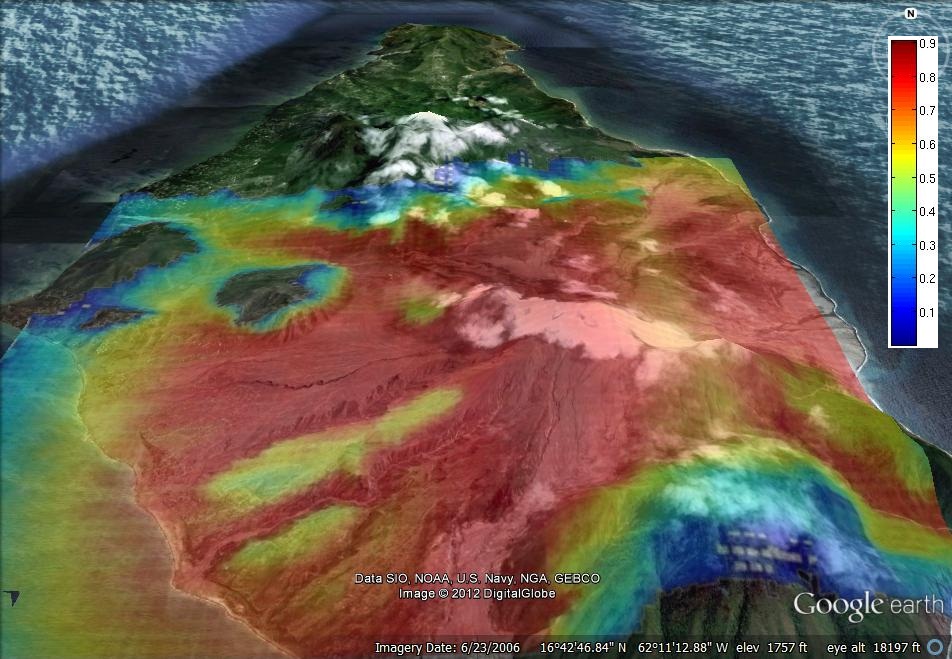 N
0.9
0.8
0.7
0.6
0.5
0.4
0.3
0.2
0.1
Data SIO, NOAA, U.S. Navy, NGA, GEBCO
Image © 2012 DigitalGlobe
Google earth
Imagery Date: 6/23/2006 16°42'46.84" N 62°11'12.88" W elev 1757 ft eye alt 18197 ft